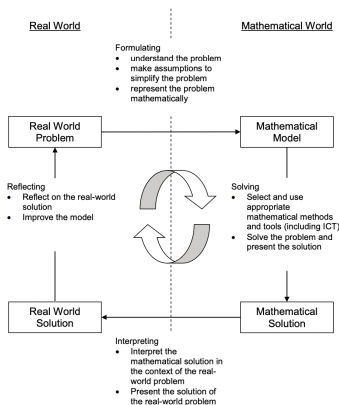 Real World
Mathematical World
Formulating
• understand the problem
• make assumptions to
simplify the problem
• represent the problem
mathematically
Real World
Problem
Mathematical
Model
Reflecting
• Reflect on the real-world
solution
• Improve the model
Solving
• Select and use
appropriate
mathematical methods
and tools (including ICT)
• Solve the problem and
present the solution
Real World
Solution
Mathematical
Solution
Interpreting
• Interpret the
mathematical solution in
the context of the real-
world problem
• Present the solution of
the real-world problem